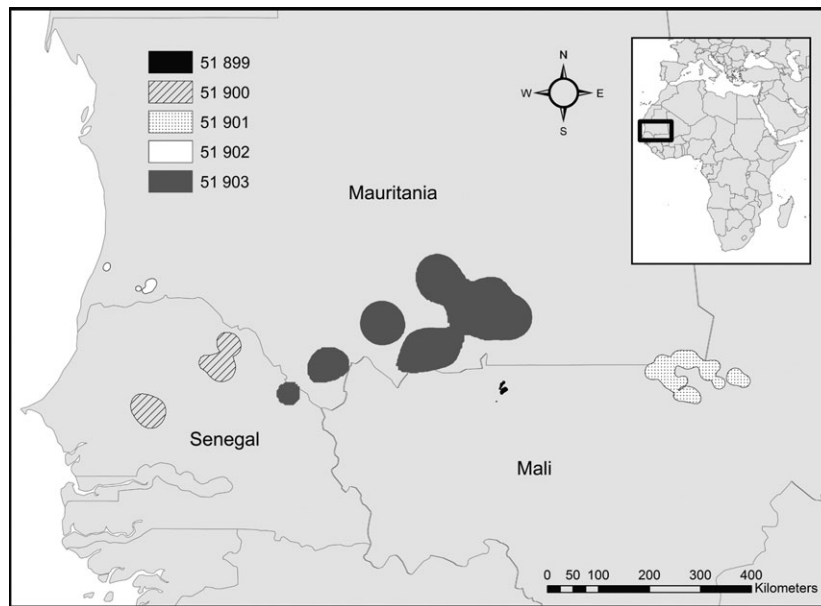 51 899
51 900
51 901
51 902
51 903
N
W E
S
Mauritania
Senegal
Mali
0 50 100 200 300 400
Kilometers